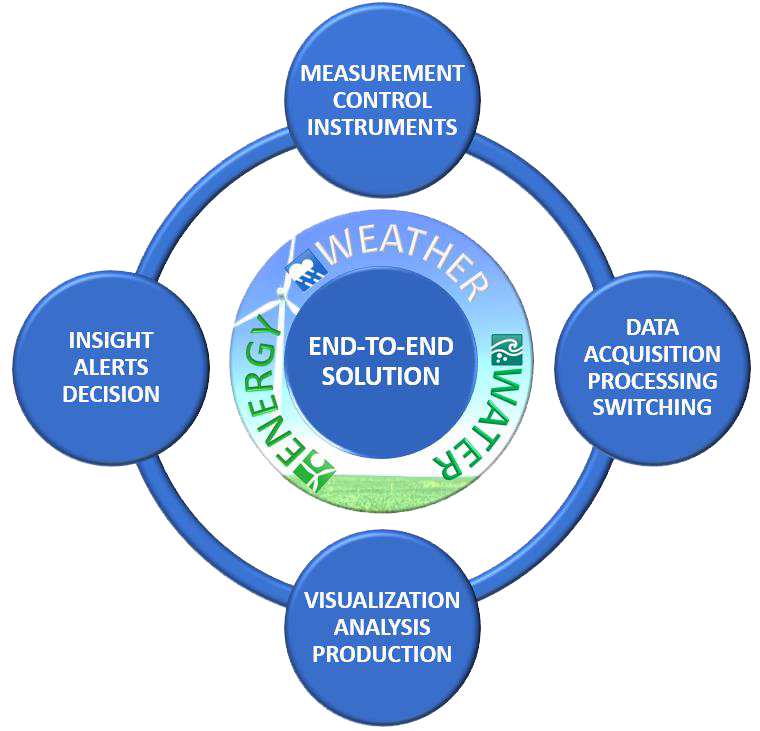 MEASUREMENT
CONTROL
INSTRUMENTS
WEATHER
ENERGY
WATER
END-TO-END
SOLUTION
INSIGHT
ALERTS
DECISION
DATA
ACQUISITION
PROCESSING
SWITCHING
VISUALIZATION
ANALYSIS
PRODUCTION